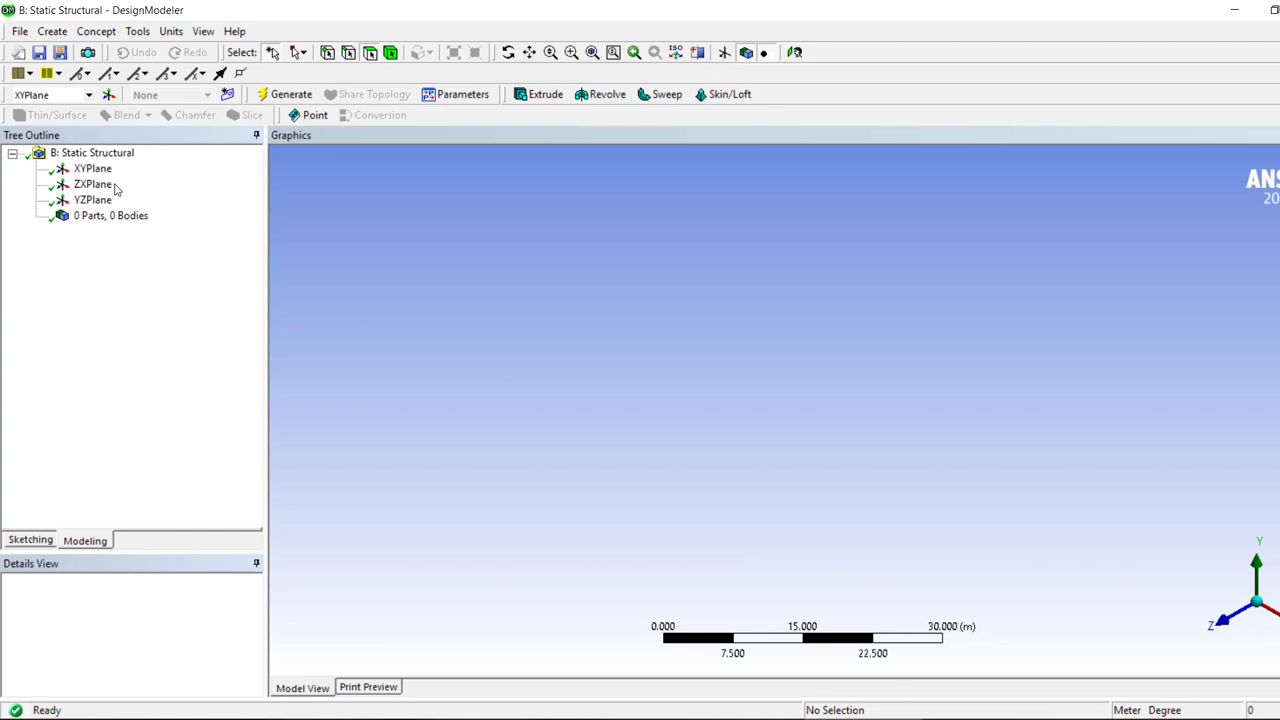 B: Static Structural - DesignModeler
File Create Concept Tools Units View Help
Undo Redo Select: ISO
XYPlane None Generate Share Topology Parameters Extrude Revolve Sweep Skin/Loft
Thin/Surface Blend Chamfer Slice Point Conversion
Tree Outline
B: Static Structural
XYPlane
ZXPlane
YZPlane
0 Parts, 0 Bodies
Sketching Modeling
Details View
Graphics
ANS
20
Y
Z
0.000 15.000 30.000 (m)
7.500 22.500
Model View Print Preview
Ready No Selection Meter Degree 0